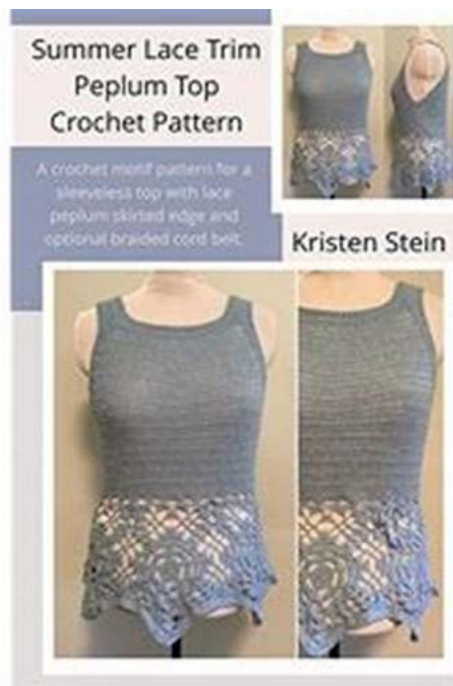 Summer Lace Trim
Peplum Top
Crochet Pattern
A crochet motif pattern for a
sleeveless top with lace
peplum skirted edge and
optional braided cord belt.
Kristen Stein